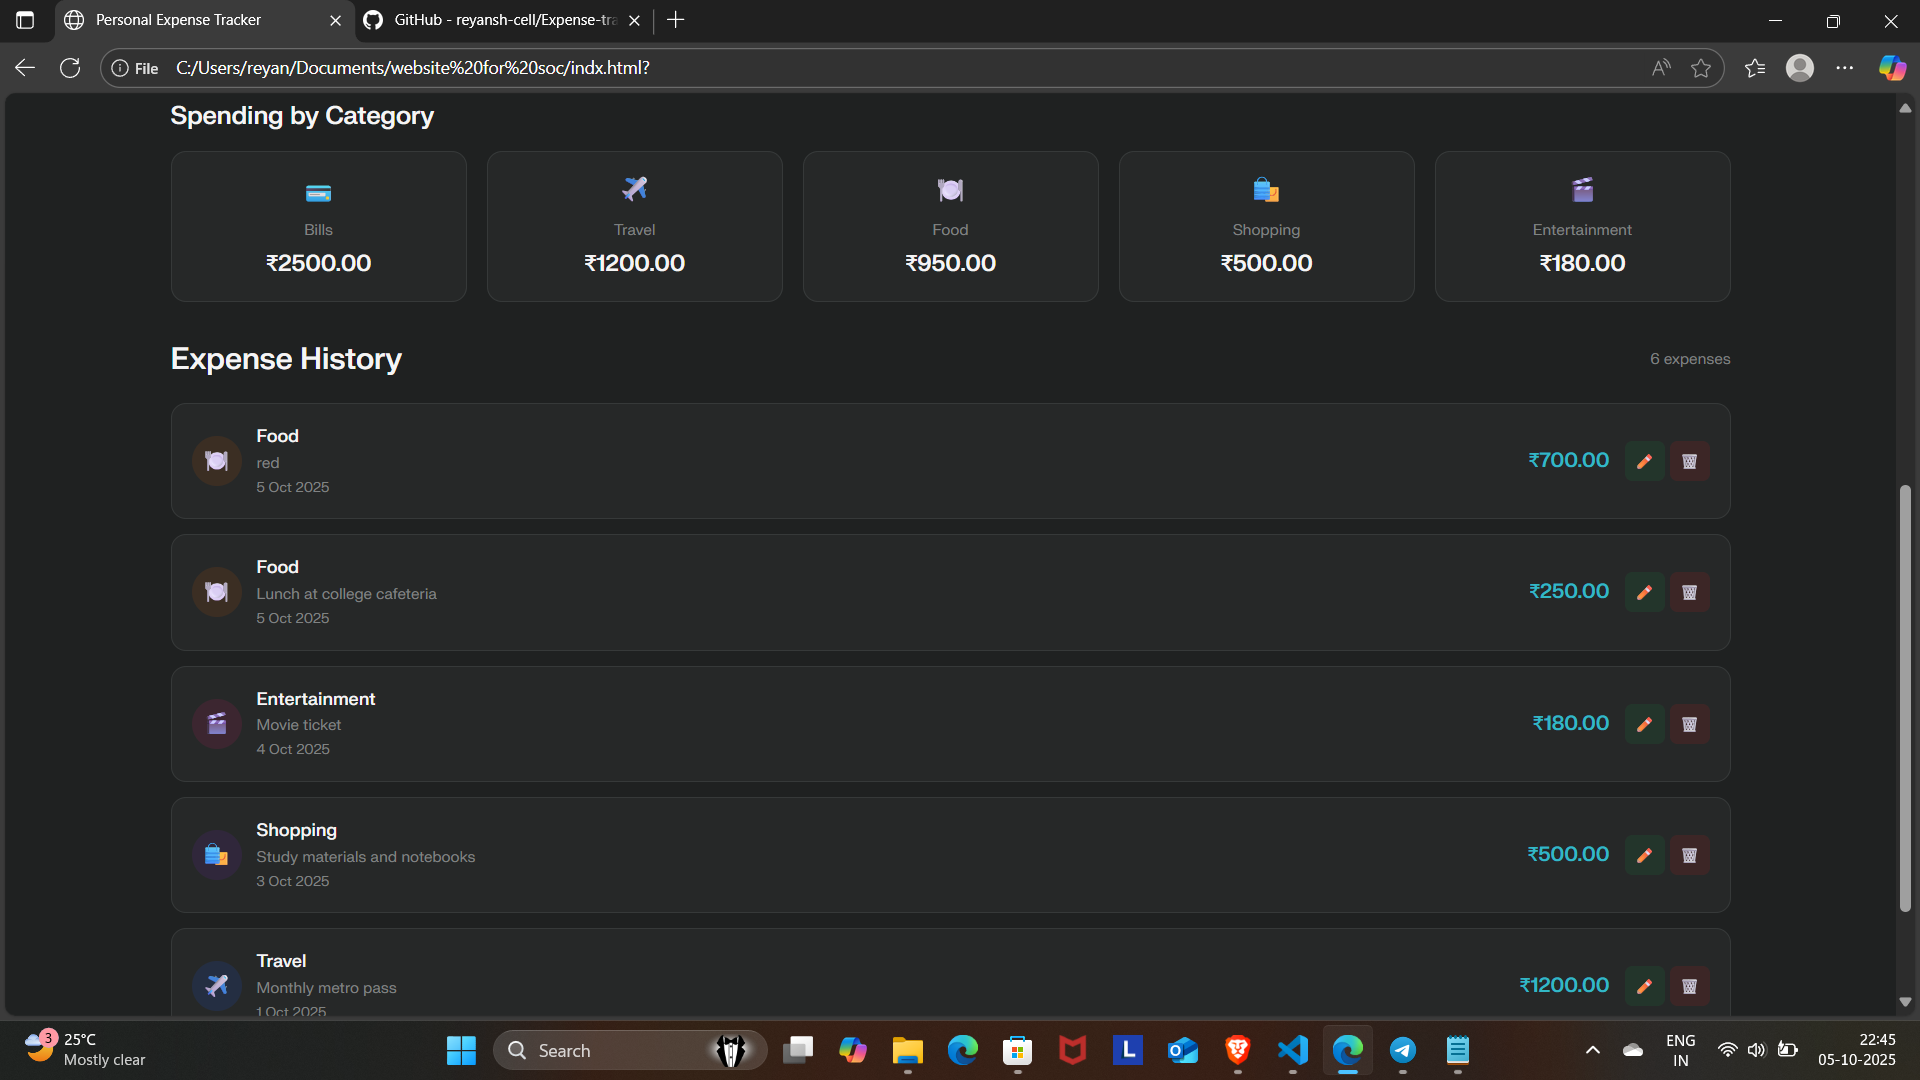 Personal Expense Tracker
GitHub - reyansh-cell/Expense-tra
File
C:/Users/reyan/Documents/website%20for%20soc/indx.html?
Spending by Category
Bills
₹2500.00
Travel
₹1200.00
Food
₹950.00
Shopping
₹500.00
Entertainment
₹180.00
Expense History
6 expenses
Food
red
5 Oct 2025
₹700.00
Food
Lunch at college cafeteria
5 Oct 2025
₹250.00
Entertainment
Movie ticket
4 Oct 2025
₹180.00
Shopping
Study materials and notebooks
3 Oct 2025
₹500.00
Travel
Monthly metro pass
1 Oct 2025
₹1200.00
3
25°C
Mostly clear
Search
L
ENG
IN
22:45
05-10-2025